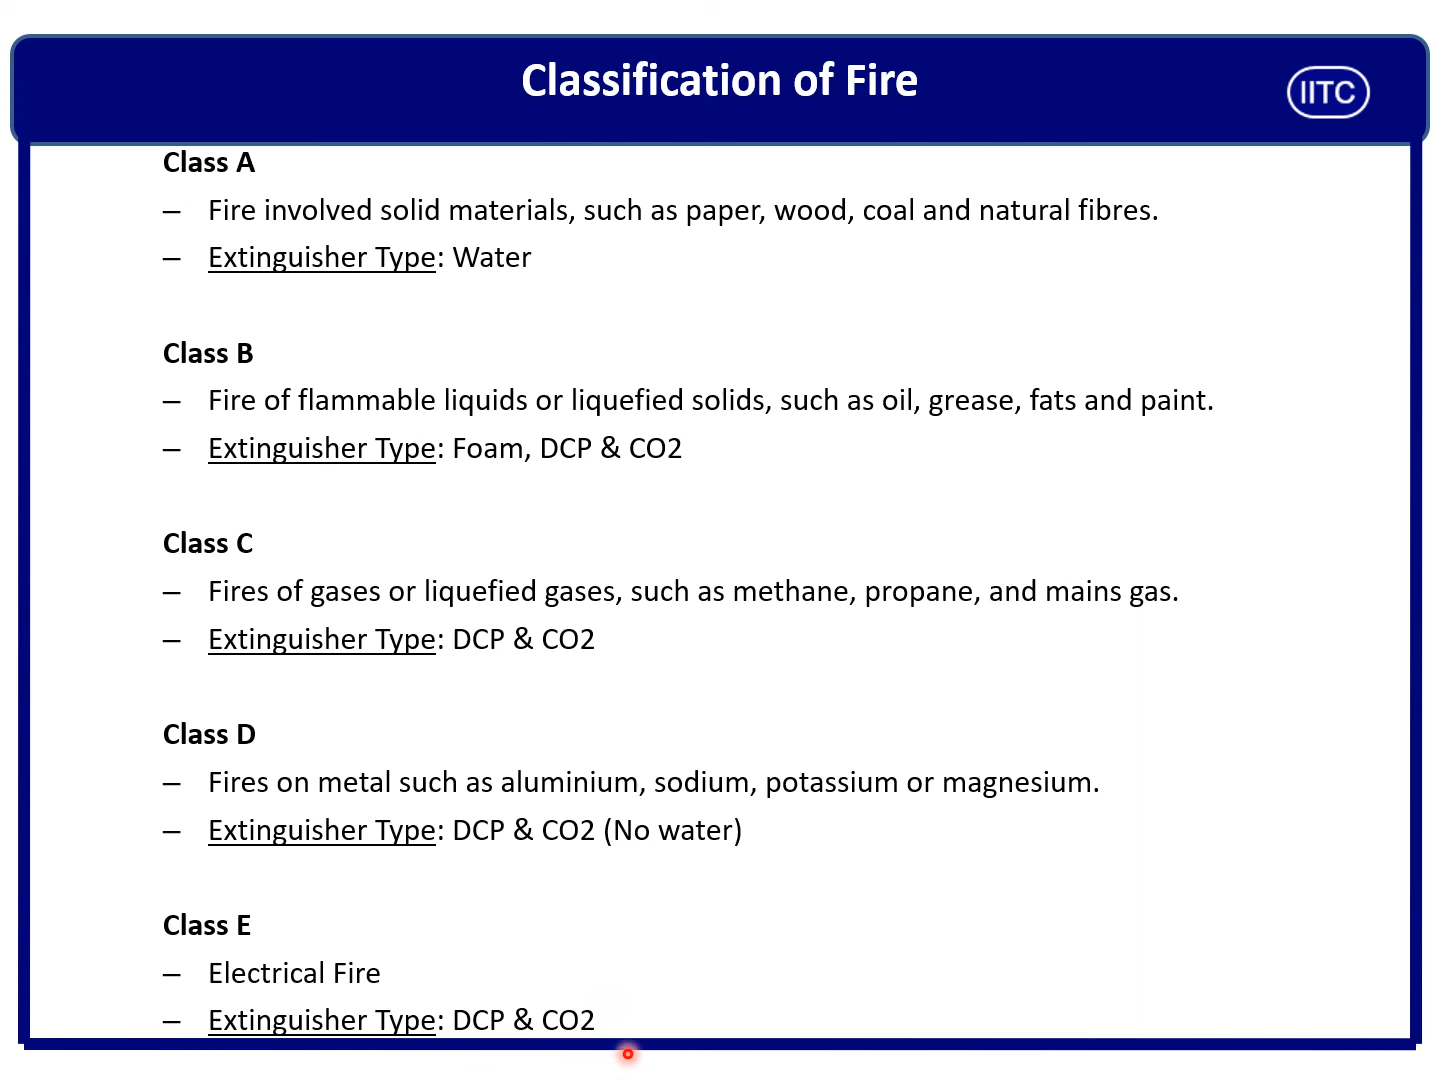 Classification of Fire
IITC
Class A
– Fire involved solid materials, such as paper, wood, coal and natural fibres.
– Extinguisher Type: Water
Class B
– Fire of flammable liquids or liquefied solids, such as oil, grease, fats and paint.
– Extinguisher Type: Foam, DCP & CO2
Class C
– Fires of gases or liquefied gases, such as methane, propane, and mains gas.
– Extinguisher Type: DCP & CO2
Class D
– Fires on metal such as aluminium, sodium, potassium or magnesium.
– Extinguisher Type: DCP & CO2 (No water)
Class E
– Electrical Fire
– Extinguisher Type: DCP & CO2